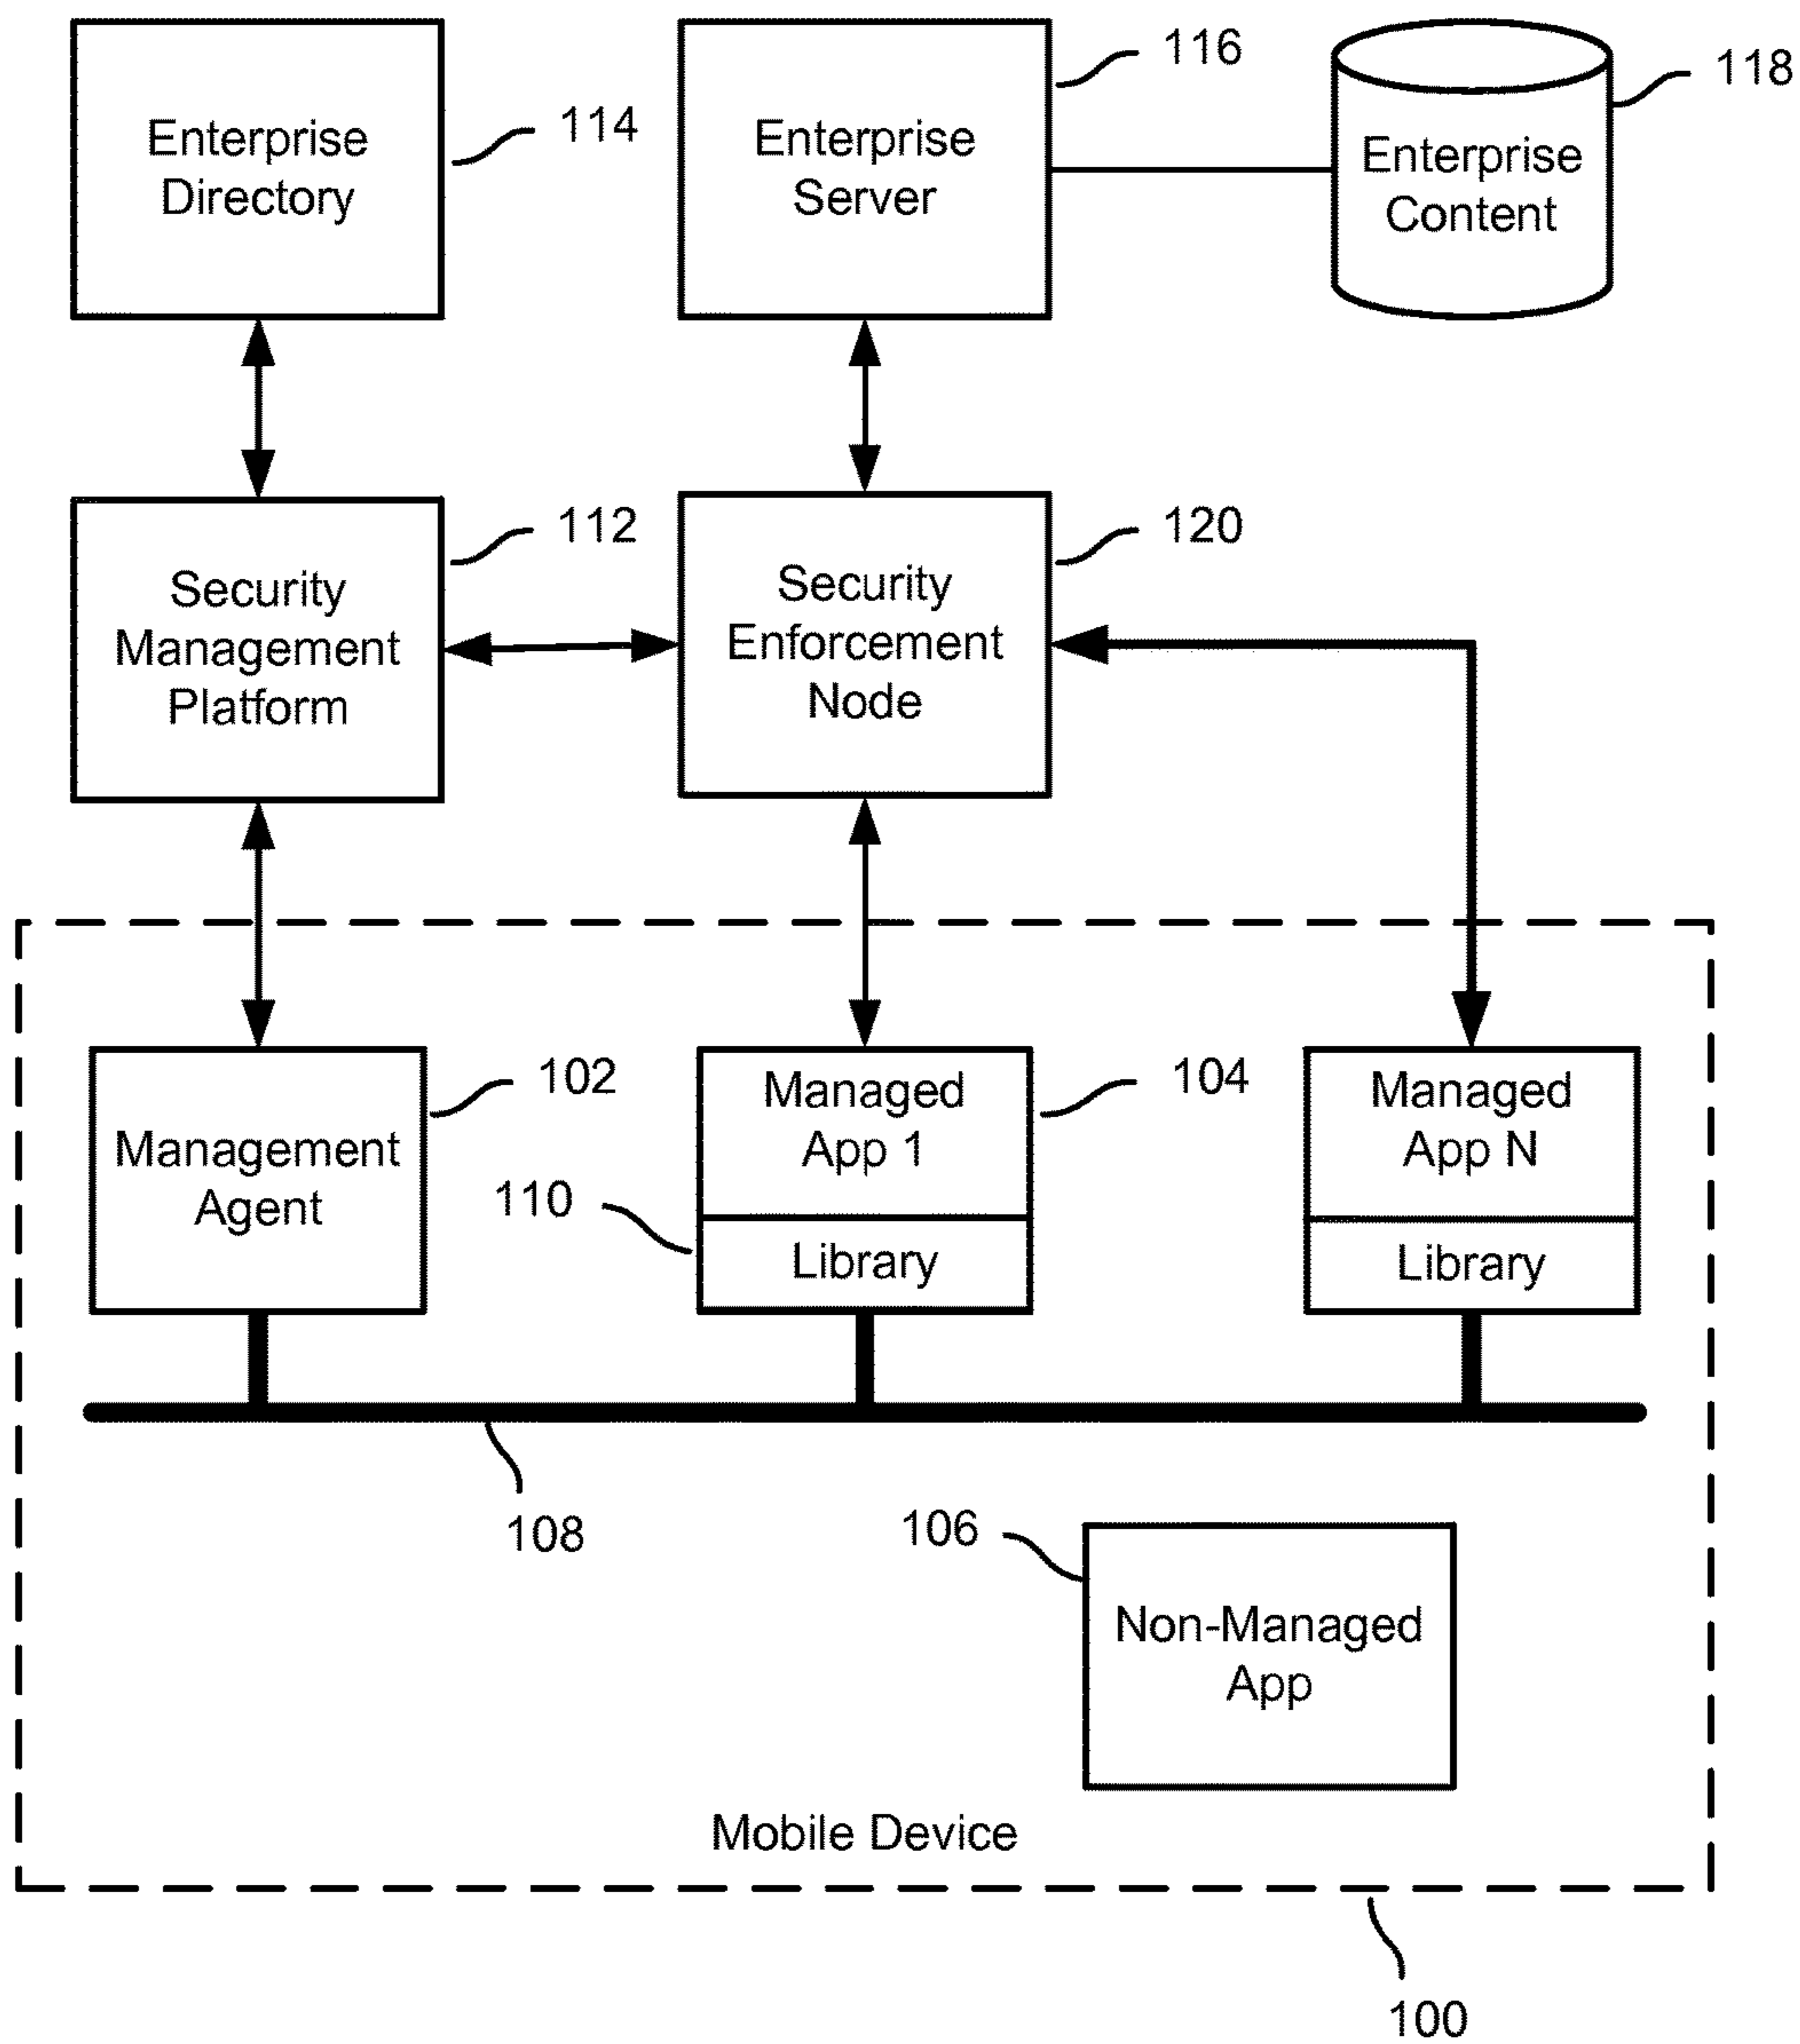 116
118
114
Enterprise
Directory
Enterprise
Server
Enterprise
Content
112
120
Security
Management
Platform
Security
Enforcement
Node
102
104
Management
Agent
Managed
App 1
Managed
App N
110
Library
Library
108
106
Non-Managed
App
Mobile Device
100